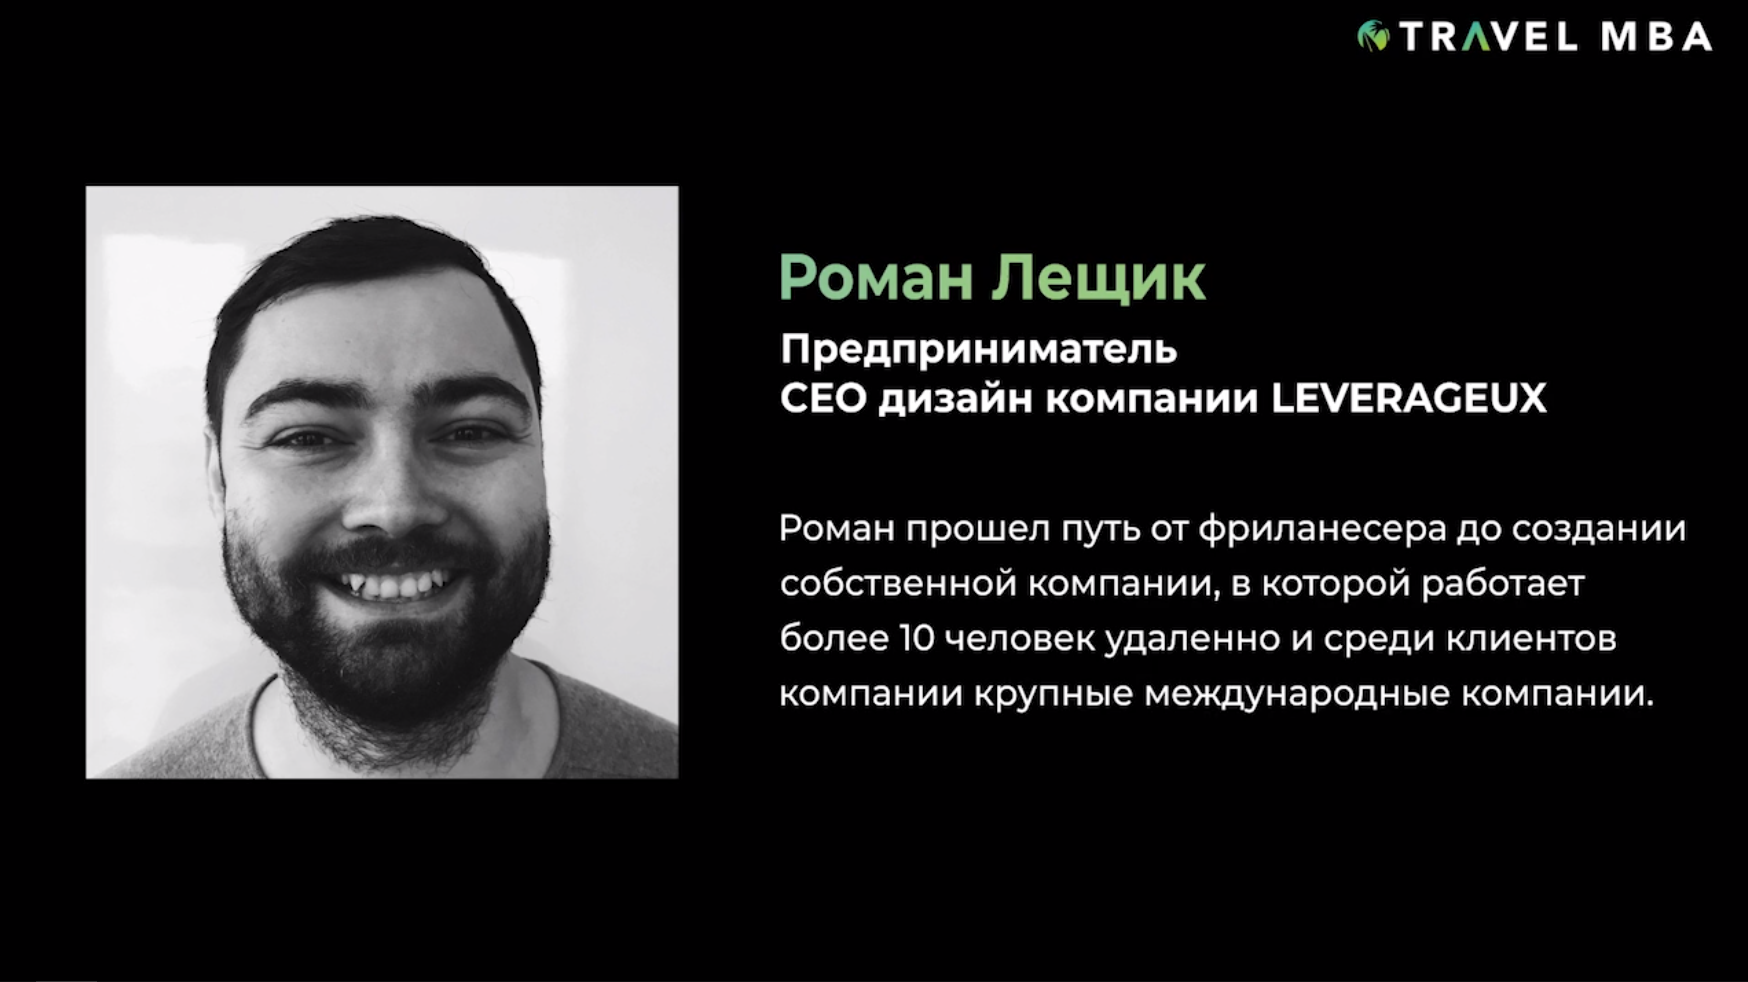 TRAVEL MBA
Роман Лещик
Предприниматель
CEO дизайн компании LEVERAGEUX
Роман прошел путь от фриланесера до создании
собственной компании, в которой работает
более 10 человек удаленно и среди клиентов
компании крупные международные компании.